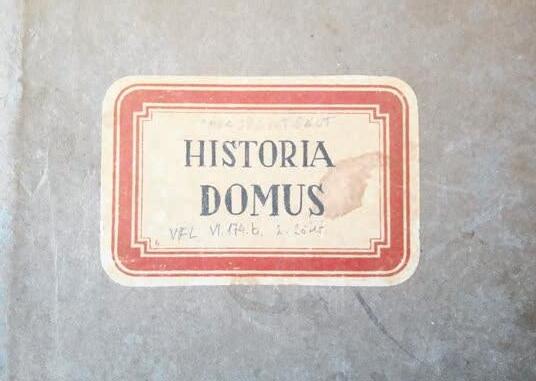 HISTORIA
DOMUS
VFL VI. 174. b.